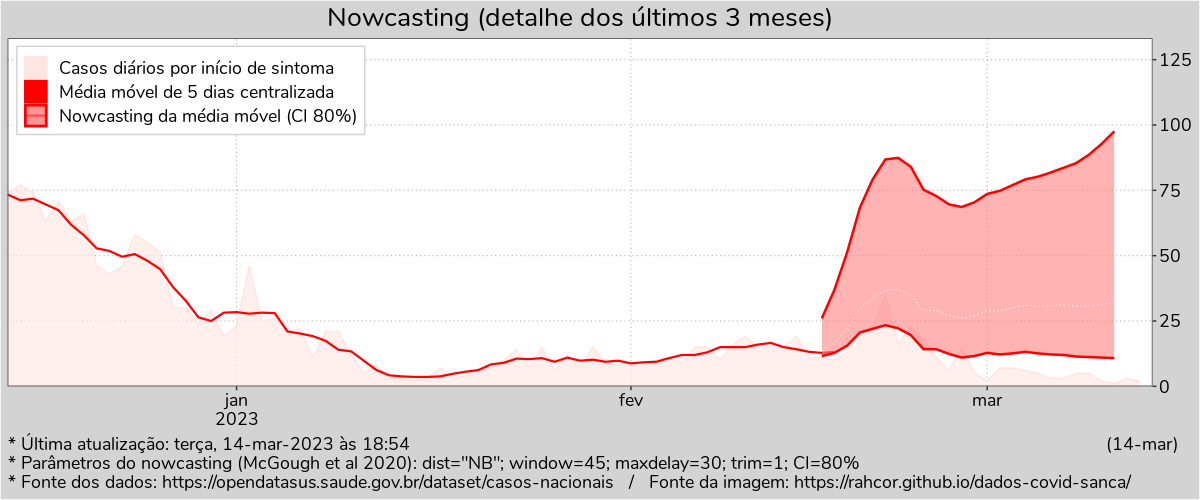 Nowcasting (detalhe dos últimos 3 meses)
Casos diários por início de sintoma
Média móvel de 5 dias centralizada
Nowcasting da média móvel (CI 80%)
125
100
75
50
25
0
jan
2023
fev
mar
* Última atualização: terça, 14-mar-2023 às 18:54
(14-mar)
* Parâmetros do nowcasting (McGough et al 2020): dist="NB"; window=45; maxdelay=30; trim=1; CI=80%
* Fonte dos dados: https://opendatasus.saude.gov.br/dataset/casos-nacionais / Fonte da imagem: https://rahcor.github.io/dados-covid-sanca/